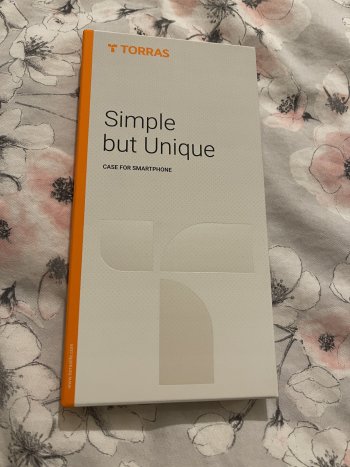 TORRAS
Simple
but Unique
CASE FOR SMARTPHONE